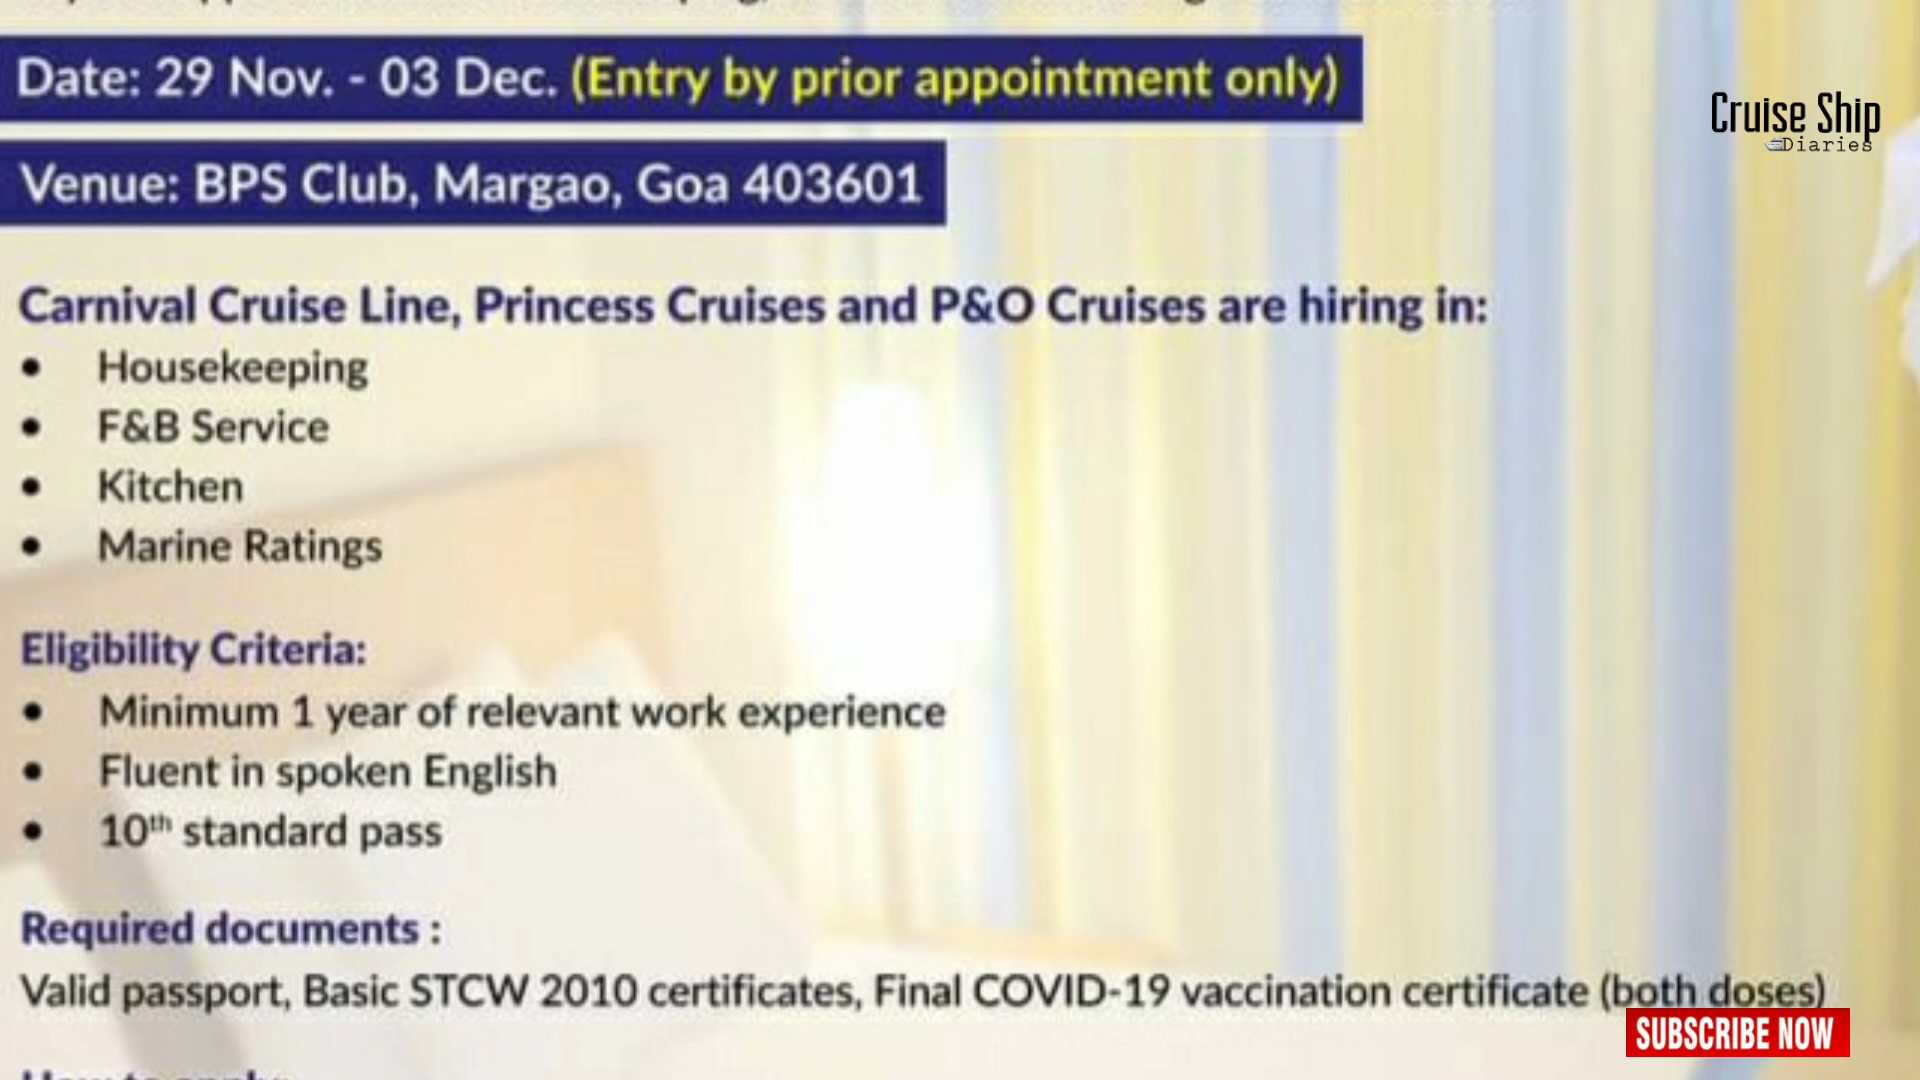 Date: 29 Nov. - 03 Dec. (Entry by prior appointment only)
Venue: BPS Club, Margao, Goa 403601
Cruise Ship
Diaries
Carnival Cruise Line, Princess Cruises and P&O Cruises are hiring in:
• Housekeeping
• F&B Service
• Kitchen
• Marine Ratings
Eligibility Criteria:
• Minimum 1 year of relevant work experience
• Fluent in spoken English
• 10th standard pass
Required documents :
Valid passport, Basic STCW 2010 certificates, Final COVID-19 vaccination certificate (both doses)
SUBSCRIBE NOW